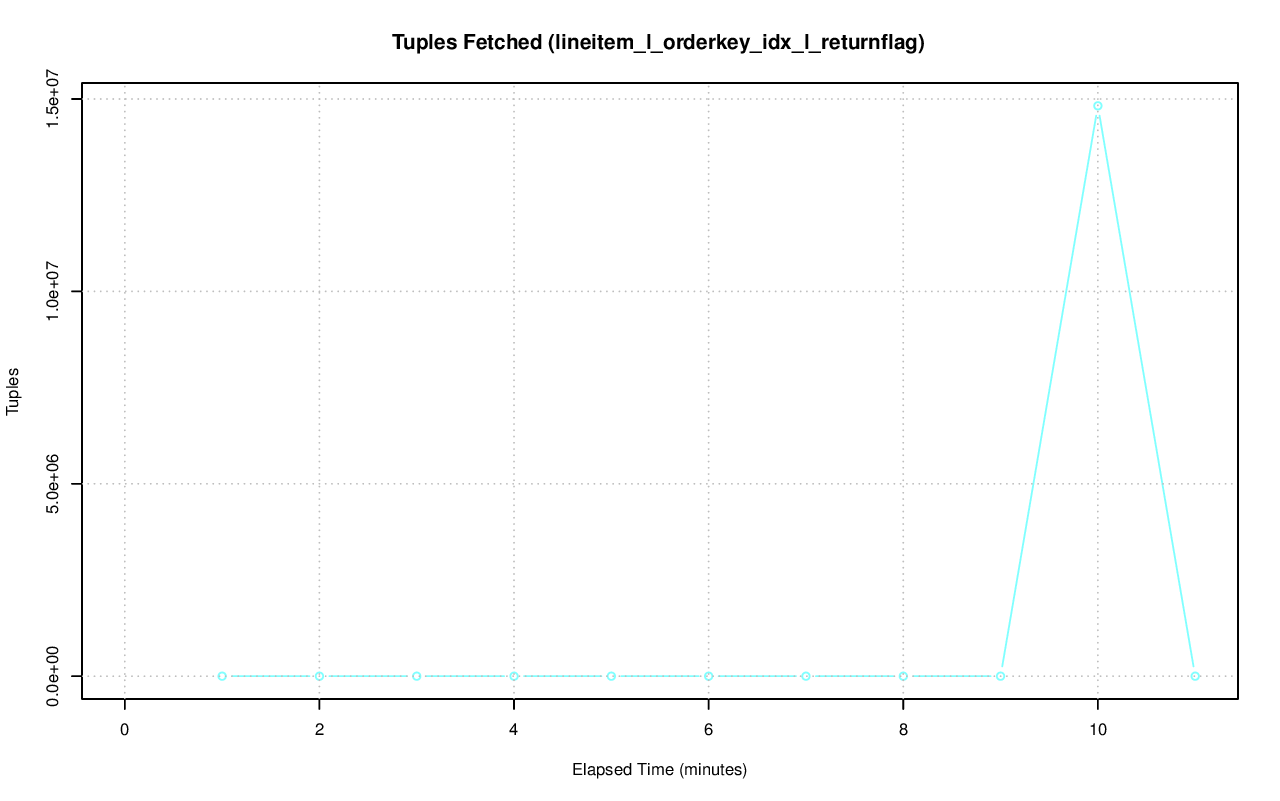 Tuples Fetched (lineitem_l_orderkey_idx_l_returnflag)
1.5e+07
1.0e+07
5.0e+06
0.0e+00
Tuples
0 2 4 6 8 10
Elapsed Time (minutes)